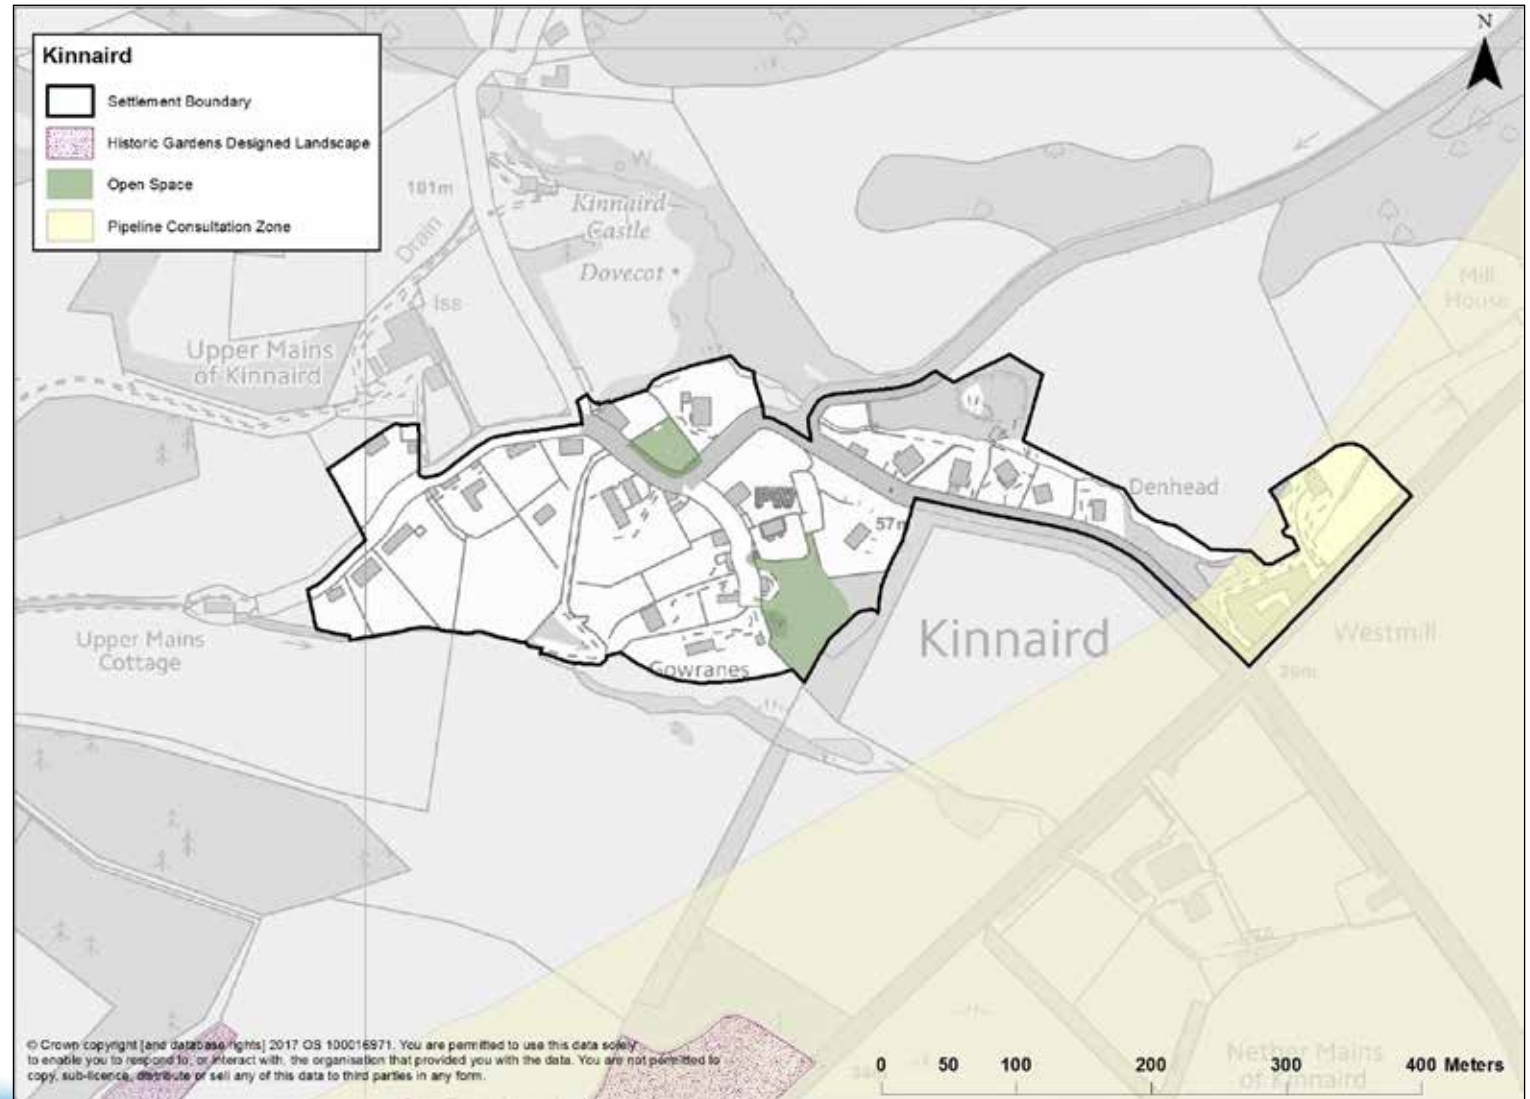 Kinnaird
Settlement Boundary
Historic Gardens Designed Landscape
Open Space
Pipeline Consultation Zone
N
101m
W
Kinnaird
Castle
Dovecot
Drain
Iss
Upper Mains
of Kinnaird
Mill
House
PW
57m
Denhead
Kinnaird
Westmill
Upper Mains
Cottage
Gowranes
© Crown copyright [and database rights] 2017 OS 100016971. You are permitted to use this data solely
to enable you to respond to, or interact with, the organisation that provided you with the data. You are not permitted to
copy, sub-licence, distribute or sell any of this data to third parties in any form.
0 50 100 200 300 400 Meters
Nether Mains
of Kinnaird